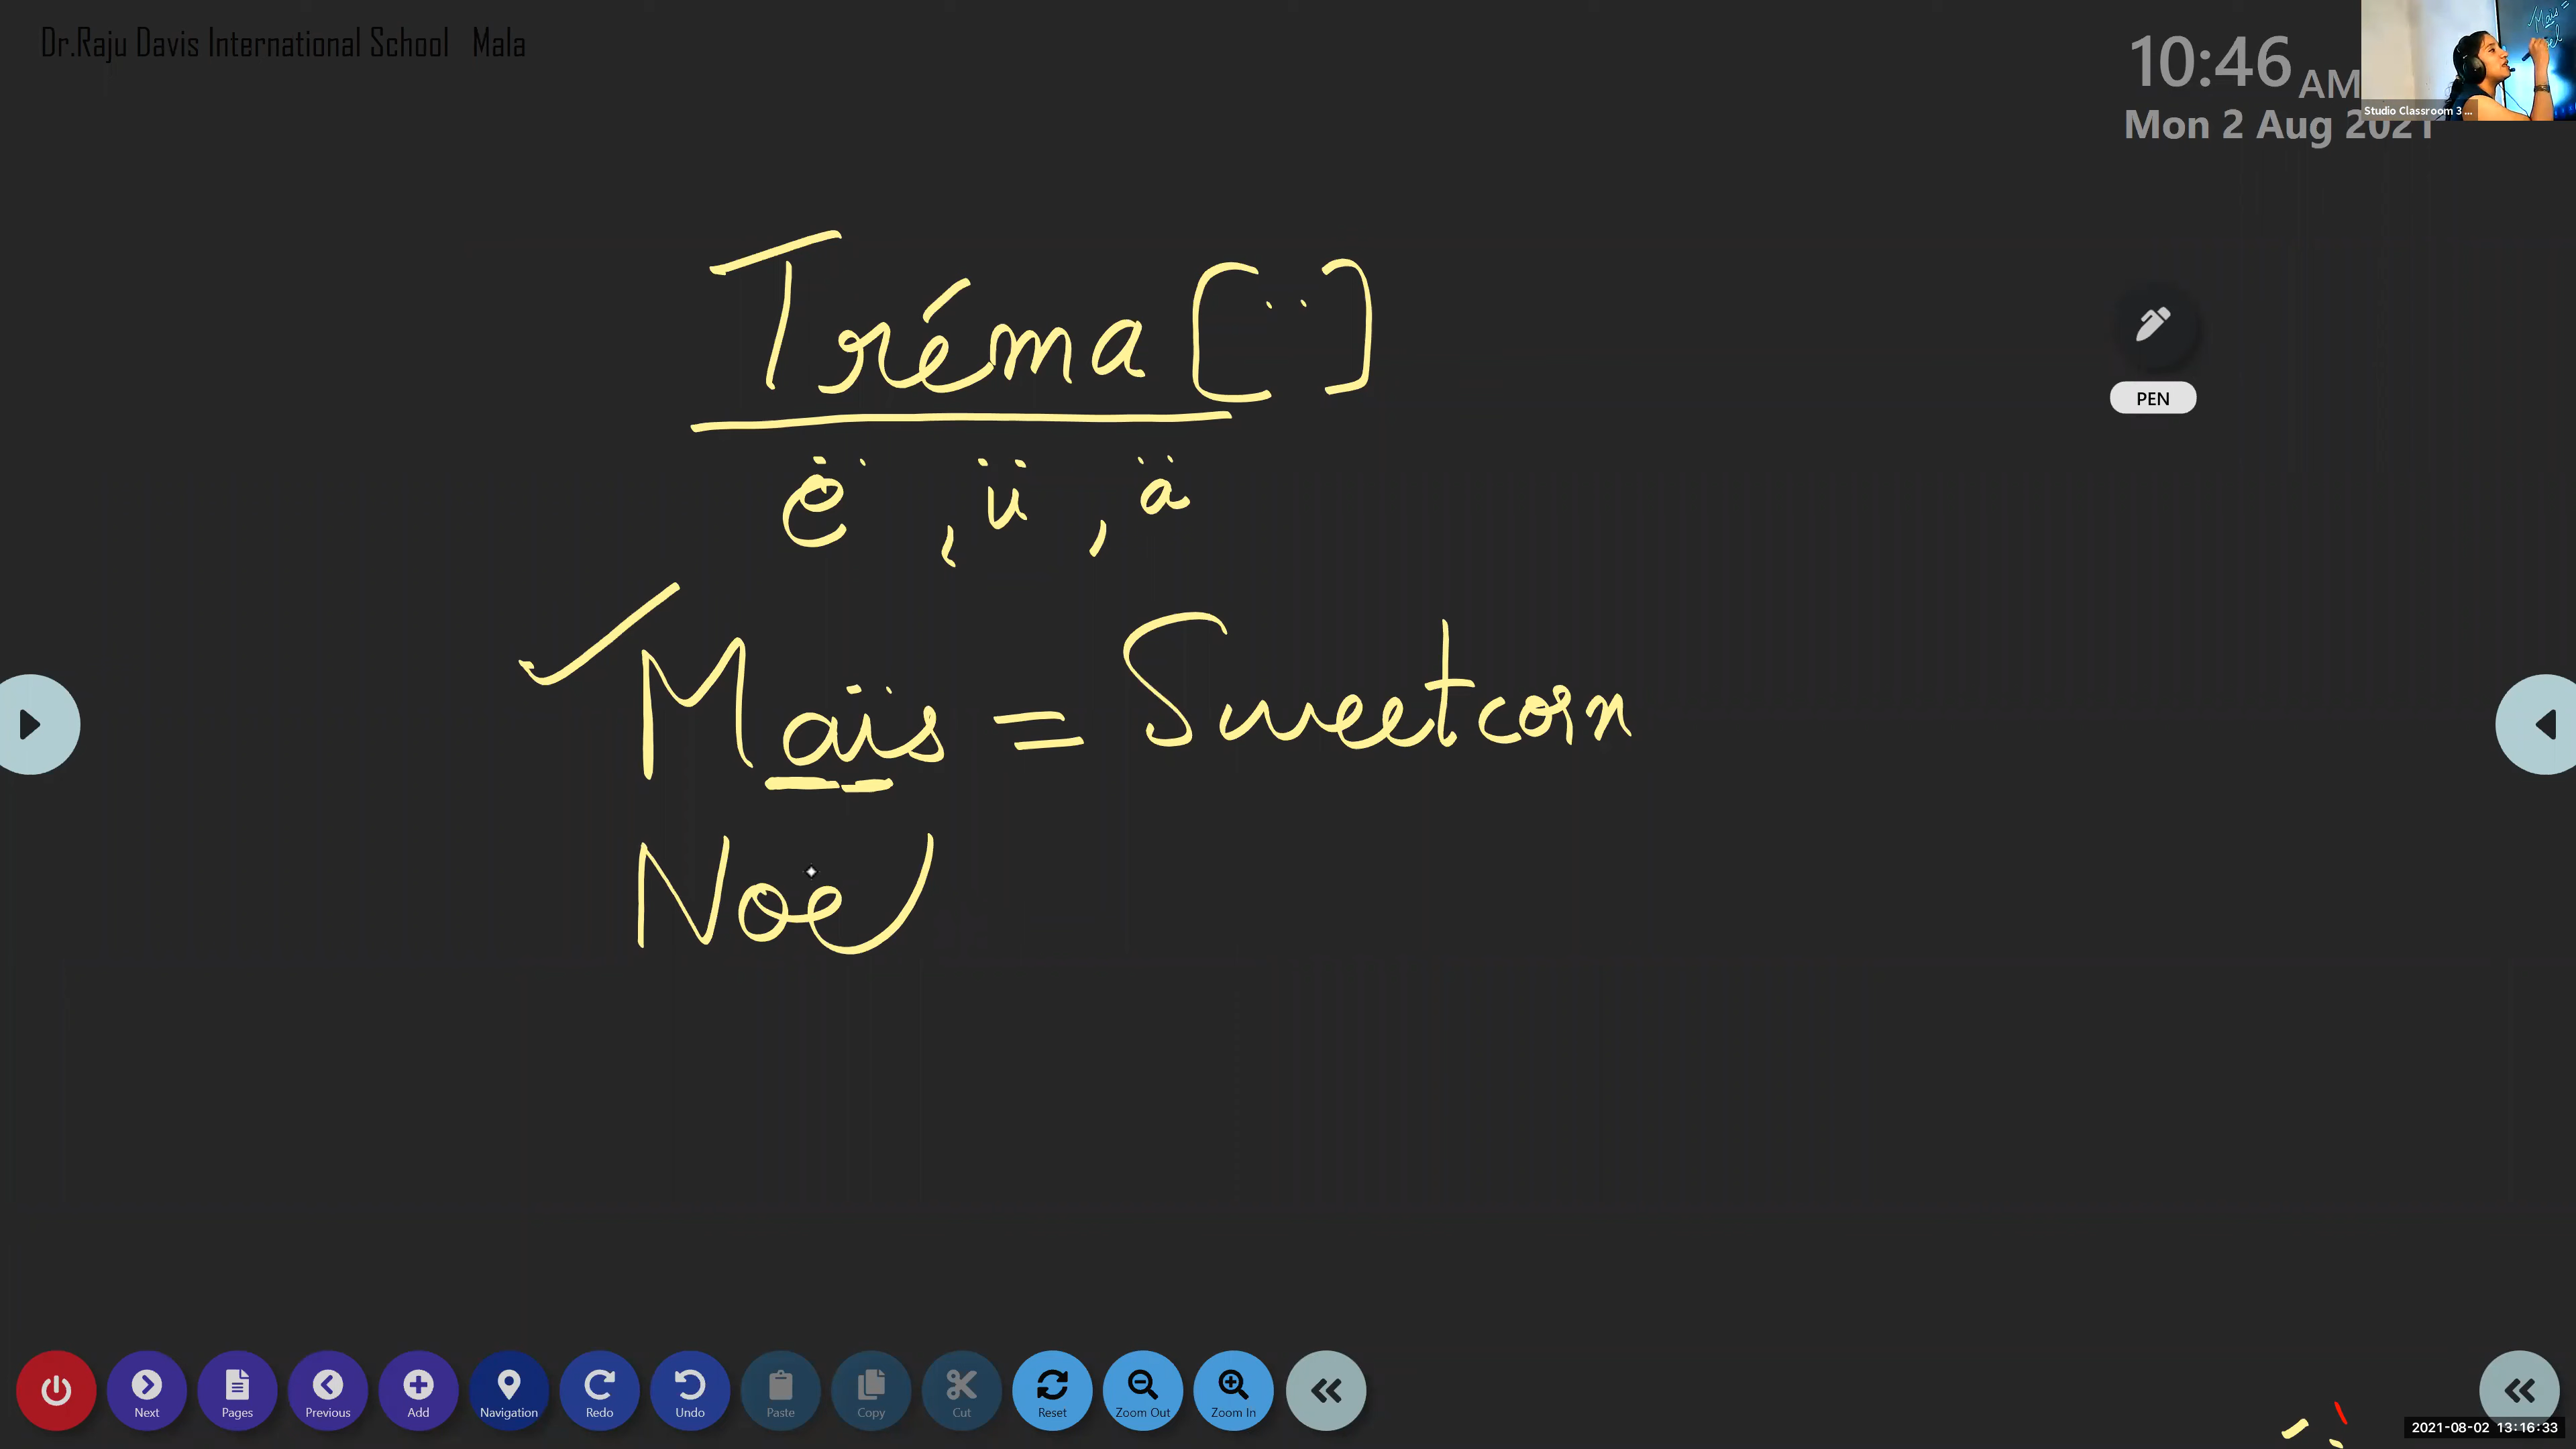 Dr.Raju Davis International School Mala
10:46 AM
Mon 2 Aug 2021
Studio Classroom 3 ...
Tréma [ ¨ ]
PEN
ë , ü , ä
Maïs = Sweetcorn
Noe
Next
Pages
Previous
Add
Navigation
Redo
Undo
Paste
Copy
Cut
Reset
Zoom Out
Zoom In
2021-08-02 13:16:33